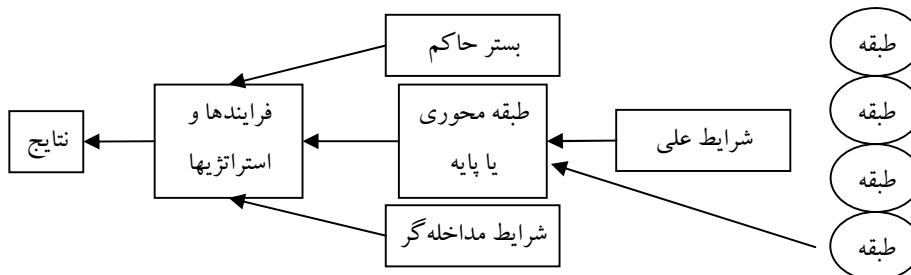 بستر حاکم
طبقه
طبقه
طبقه
طبقه
شرایط علی
طبقه محوری
یا پایه
فرایندها و
استراتژیها
نتایج
شرایط مداخله‌گر